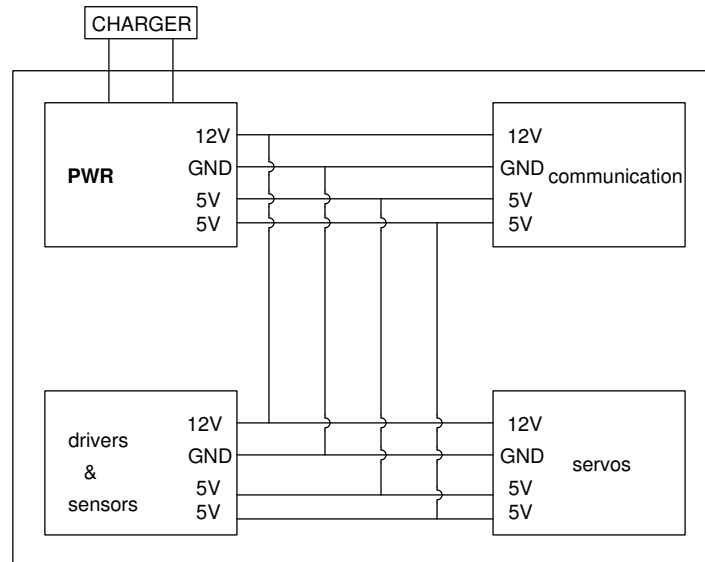 CHARGER
PWR
12V
GND
5V
5V
12V
GND
5V
5V
communication
drivers
&
sensors
12V
GND
5V
5V
12V
GND
5V
5V
servos